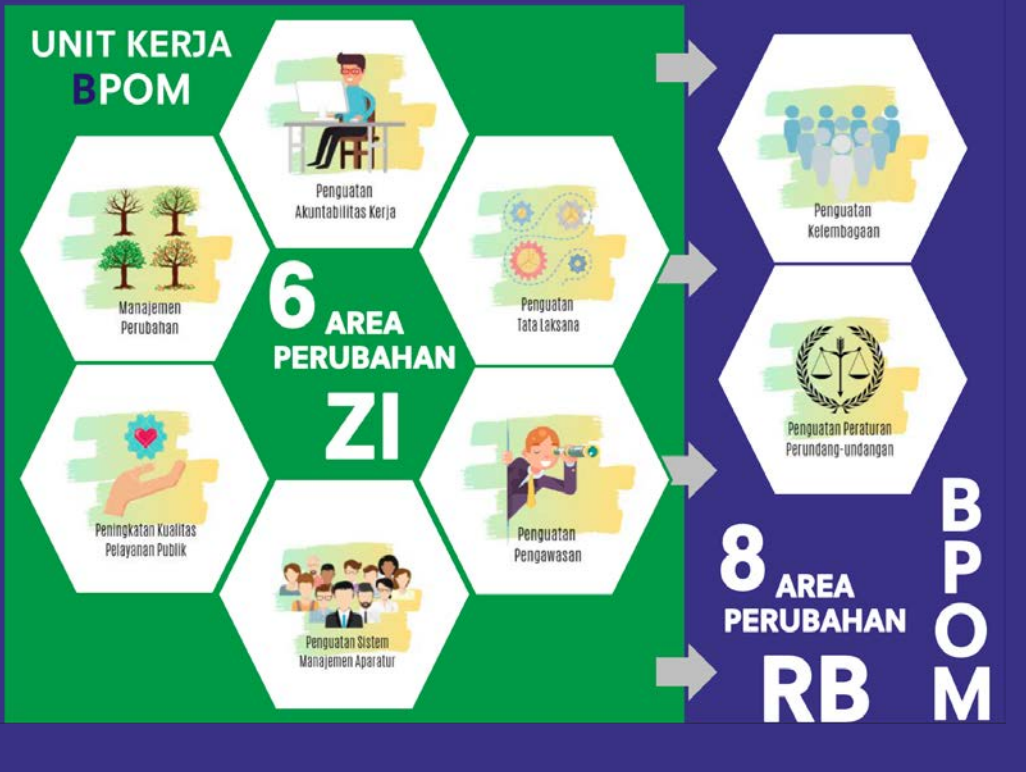 UNIT KERJA
BPOM
Penguatan
Akuntabilitas Kerja
Manajemen
Perubahan
Penguatan
Tata Laksana
6 AREA
PERUBAHAN
ZI
Peningkatan Kualitas
Pelayanan Publik
Penguatan
Pengawasan
Penguatan Sistem
Manajemen Aparatur
Penguatan
Kelembagaan
Penguatan Peraturan
Perundang-undangan
8 AREA
PERUBAHAN
RB
BPOM